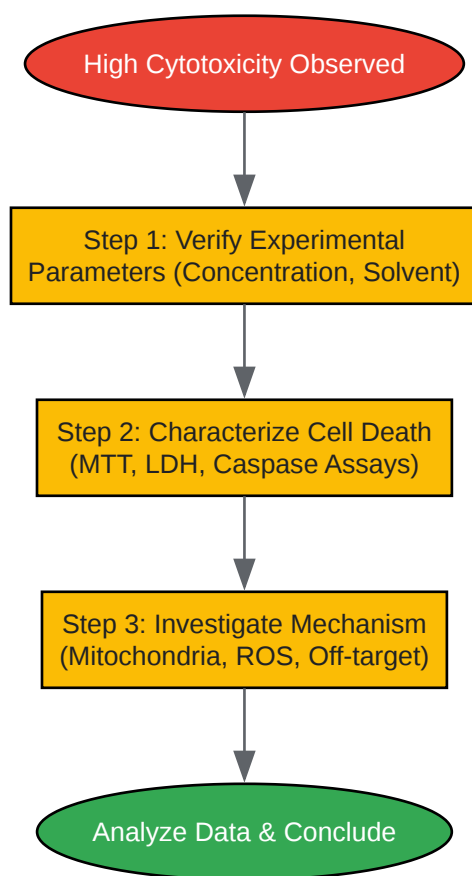 High Cytotoxicity Observed
Step 1: Verify Experimental
Parameters (Concentration, Solvent)
Step 2: Characterize Cell Death
(MTT, LDH, Caspase Assays)
Step 3: Investigate Mechanism
(Mitochondria, ROS, Off-target)
Analyze Data & Conclude